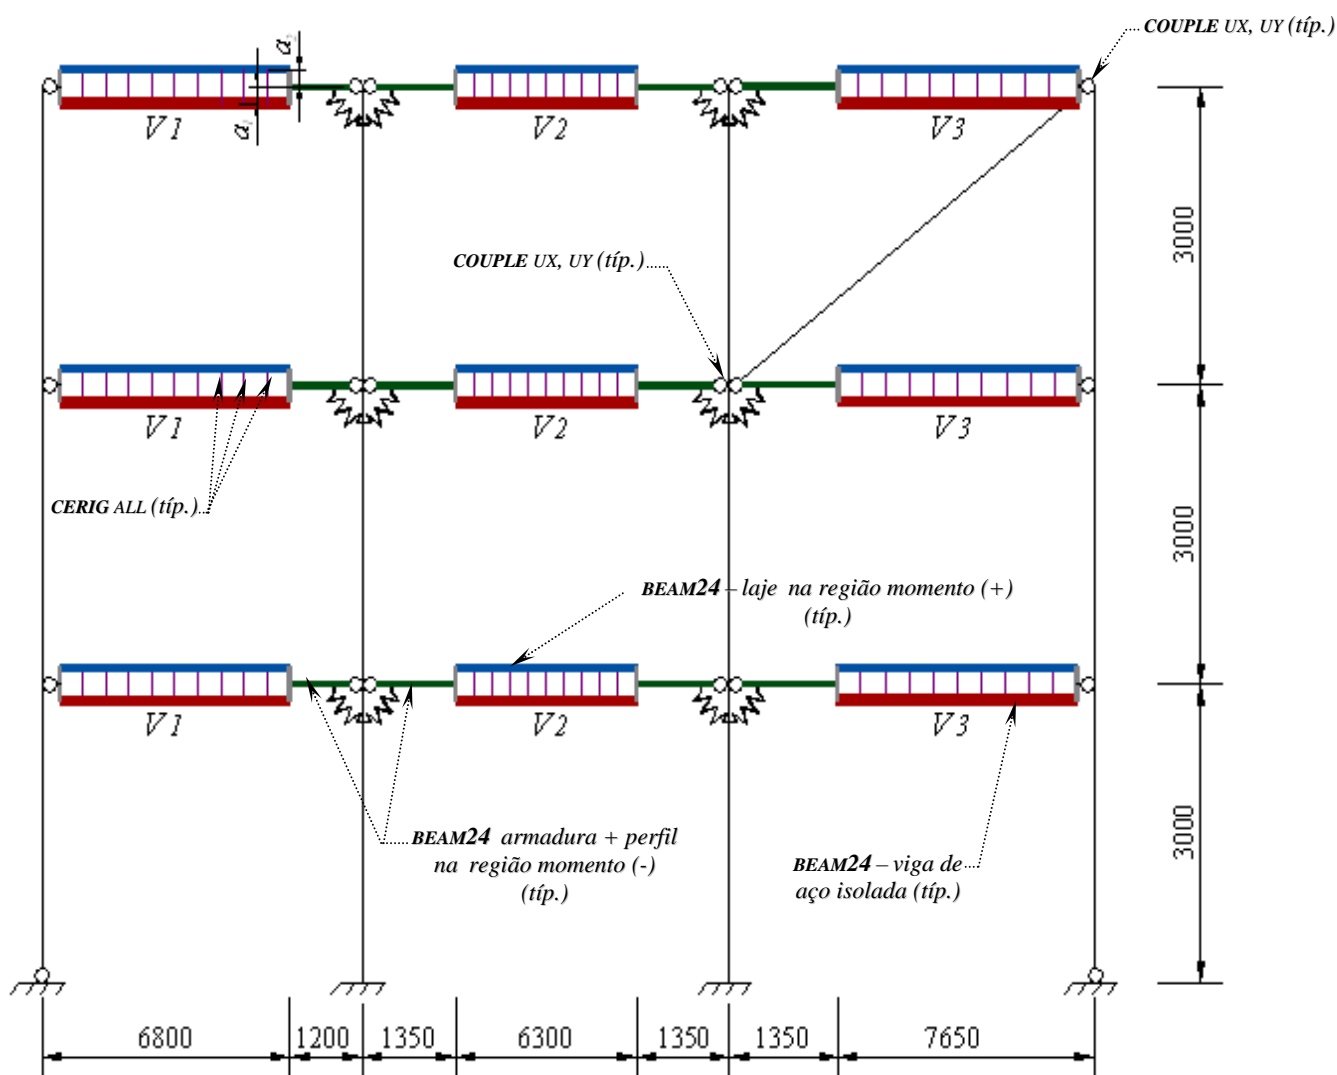 COUPLE UX, UY (típ.)
a2
a1
V1
V2
V3
3000
COUPLE UX, UY (típ.)
V1
V2
V3
CERIG ALL (típ.)
3000
BEAM24 – laje na região momento (+)
(típ.)
V1
V2
V3
BEAM24 armadura + perfil
na região momento (-)
(típ.)
BEAM24 – viga de
aço isolada (típ.)
3000
6800
1200
1350
6300
1350
1350
7650